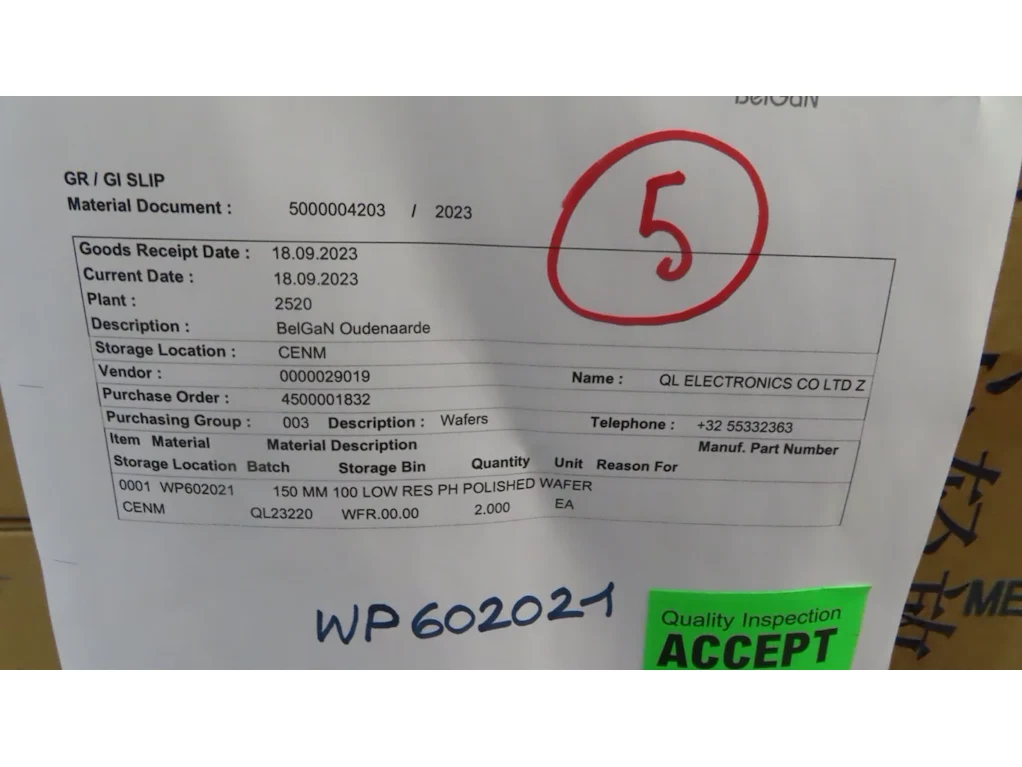 BelGaN
GR / GI SLIP
Material Document : 5000004203 / 2023
5
Goods Receipt Date : 18.09.2023
Current Date : 18.09.2023
Plant : 2520
Description : BelGaN Oudenaarde
Storage Location : CENM
Vendor : 0000029019 Name : QL ELECTRONICS CO LTD Z
Purchase Order : 4500001832
Purchasing Group : 003 Description : Wafers Telephone : +32 55332363
Item Material Material Description Manuf. Part Number
Storage Location Batch Storage Bin Quantity Unit Reason For
0001 WP602021 150 MM 100 LOW RES PH POLISHED WAFER
CENM QL23220 WFR.00.00 2.000 EA
WP602021
Quality Inspection
ACCEPT
ME